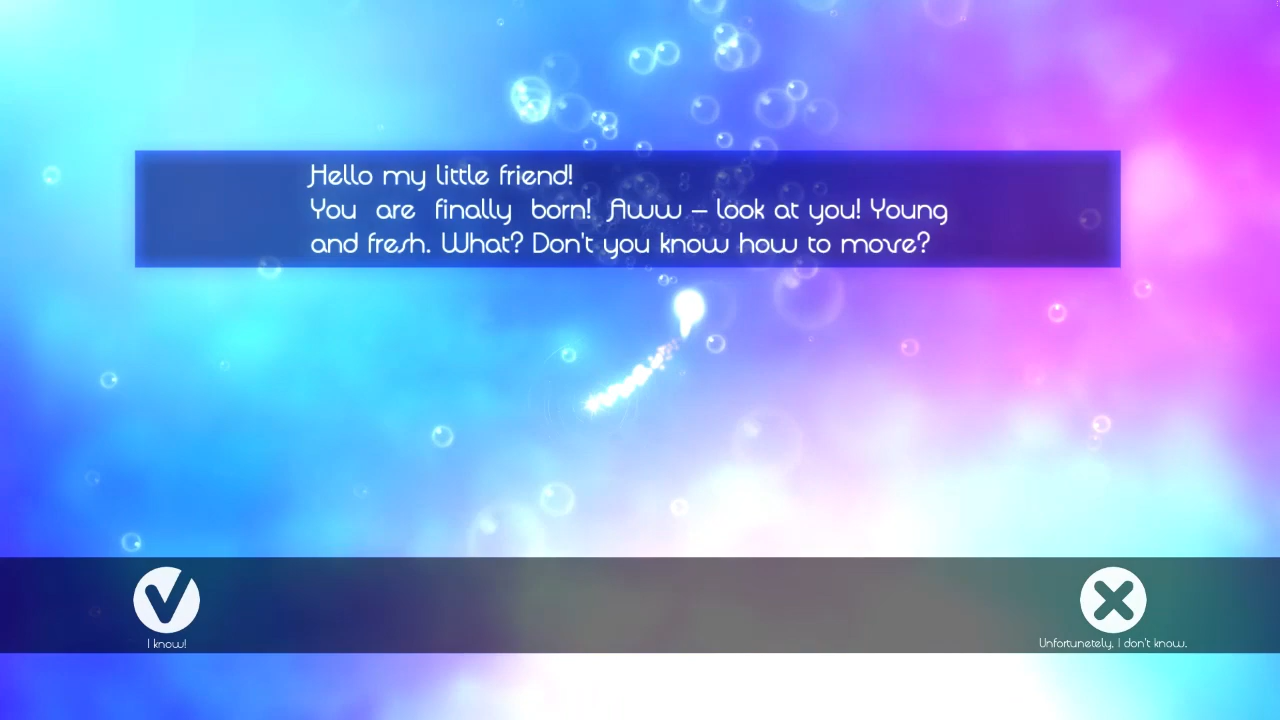 Hello my little friend!
You are finally born! Aww – look at you! Young
and fresh. What? Don't you know how to move?
I know!
Unfortunetely, I don't know.